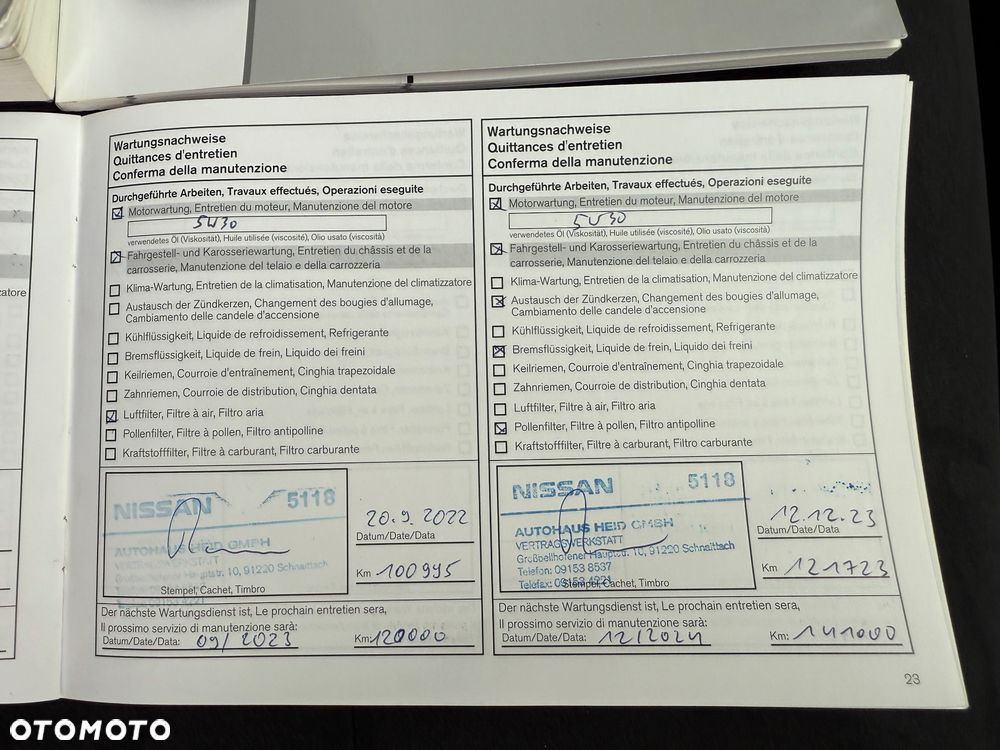 zatore
Wartungsnachweise
Quittances d'entretien
Conferma della manutenzione
Durchgeführte Arbeiten, Travaux effectués, Operazioni eseguite
Motorwartung, Entretien du moteur, Manutenzione del motore
5W30
verwendetes Öl (Viskosität), Huile utilisée (viscosité), Olio usato (viscosità)
Fahrgestell- und Karosseriewartung, Entretien du châssis et de la
carrosserie, Manutenzione del telaio e della carrozzeria
Klima-Wartung, Entretien de la climatisation, Manutenzione del climatizzatore
Austausch der Zündkerzen, Changement des bougies d'allumage,
Cambiamento delle candele d'accensione
Kühlflüssigkeit, Liquide de refroidissement, Refrigerante
Bremsflüssigkeit, Liquide de frein, Liquido dei freini
Keilriemen, Courroie d'entraînement, Cinghia trapezoidale
Zahnriemen, Courroie de distribution, Cinghia dentata
Luftfilter, Filtre à air, Filtro aria
Pollenfilter, Filtre à pollen, Filtro antipolline
Kraftstofffilter, Filtre à carburant, Filtro carburante
NISSAN 5118
AUTOHAUS HEID GMBH
VERTRAGSWERKSTATT
Großbellhofener Hauptstr. 10, 91220 Schnaittach
Stempel, Cachet, Timbro
20.9.2022
Datum/Date/Data
Km 100995
Der nächste Wartungsdienst ist, Le prochain entretien sera,
Il prossimo servizio di manutenzione sarà:
Datum/Date/Data: 09/2023 Km: 120000
Wartungsnachweise
Quittances d'entretien
Conferma della manutenzione
Durchgeführte Arbeiten, Travaux effectués, Operazioni eseguite
Motorwartung, Entretien du moteur, Manutenzione del motore
5W30
verwendetes Öl (Viskosität), Huile utilisée (viscosité), Olio usato (viscosità)
Fahrgestell- und Karosseriewartung, Entretien du châssis et de la
carrosserie, Manutenzione del telaio e della carrozzeria
Klima-Wartung, Entretien de la climatisation, Manutenzione del climatizzatore
Austausch der Zündkerzen, Changement des bougies d'allumage,
Cambiamento delle candele d'accensione
Kühlflüssigkeit, Liquide de refroidissement, Refrigerante
Bremsflüssigkeit, Liquide de frein, Liquido dei freini
Keilriemen, Courroie d'entraînement, Cinghia trapezoidale
Zahnriemen, Courroie de distribution, Cinghia dentata
Luftfilter, Filtre à air, Filtro aria
Pollenfilter, Filtre à pollen, Filtro antipolline
Kraftstofffilter, Filtre à carburant, Filtro carburante
NISSAN 5118
AUTOHAUS HEID GMBH
VERTRAGSWERKSTATT
Großbellhofener Hauptstr. 10, 91220 Schnaittach
Telefon: 09153 8537
Telefax: 09153 4221
Stempel, Cachet, Timbro
12.12.23
Datum/Date/Data
Km 121723
Der nächste Wartungsdienst ist, Le prochain entretien sera,
Il prossimo servizio di manutenzione sarà:
Datum/Date/Data: 12/2024 Km: 141000
23
OTOMOTO